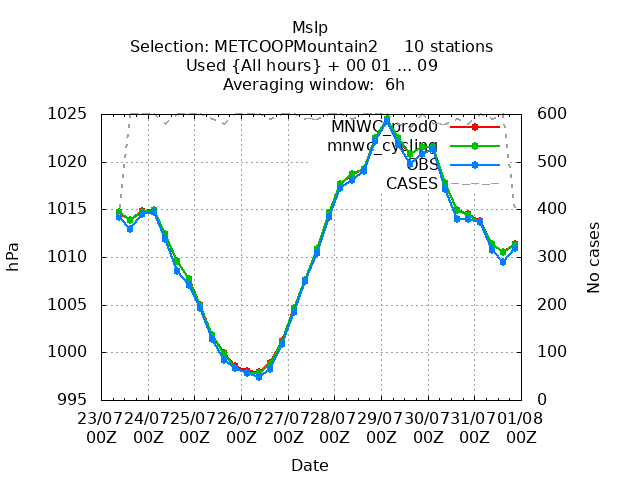 Mslp
Selection: METCOOPMountain2 10 stations
Used {All hours} + 00 01 ... 09
Averaging window: 6h
1025
1020
1015
1010
1005
1000
995
hPa
600
500
400
300
200
100
0
No cases
MNWC_prod0
mnwc_cycling
OBS
CASES
23/07 24/07 25/07 26/07 27/07 28/07 29/07 30/07 31/07 01/08
00Z 00Z 00Z 00Z 00Z 00Z 00Z 00Z 00Z 00Z
Date